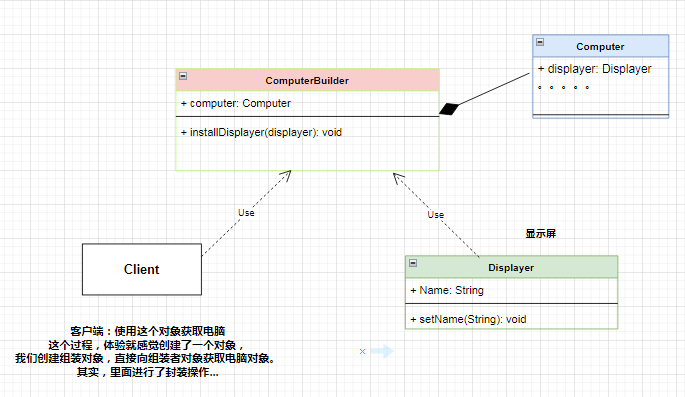 Computer
+ displayer: Displayer
。。。。。
ComputerBuilder
+ computer: Computer
+ installDisplayer(displayer): void
Use
Use
显示屏
Client
Displayer
+ Name: String
+ setName(String): void
客户端：使用这个对象获取电脑
这个过程，体验就感觉创建了一个对象，
我们创建组装对象，直接向组装者对象获取电脑对象。
其实，里面进行了封装操作...